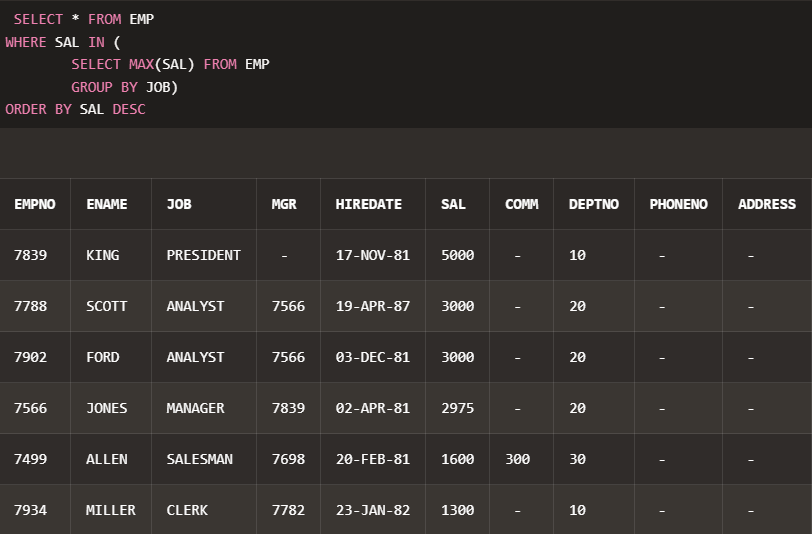 SELECT * FROM EMP
WHERE SAL IN (
SELECT MAX(SAL) FROM EMP
GROUP BY JOB)
ORDER BY SAL DESC
EMPNO ENAME JOB MGR HIREDATE SAL COMM DEPTNO PHONENO ADDRESS
7839 KING PRESIDENT - 17-NOV-81 5000 - 10 - -
7788 SCOTT ANALYST 7566 19-APR-87 3000 - 20 - -
7902 FORD ANALYST 7566 03-DEC-81 3000 - 20 - -
7566 JONES MANAGER 7839 02-APR-81 2975 - 20 - -
7499 ALLEN SALESMAN 7698 20-FEB-81 1600 300 30 - -
7934 MILLER CLERK 7782 23-JAN-82 1300 - 10 - -